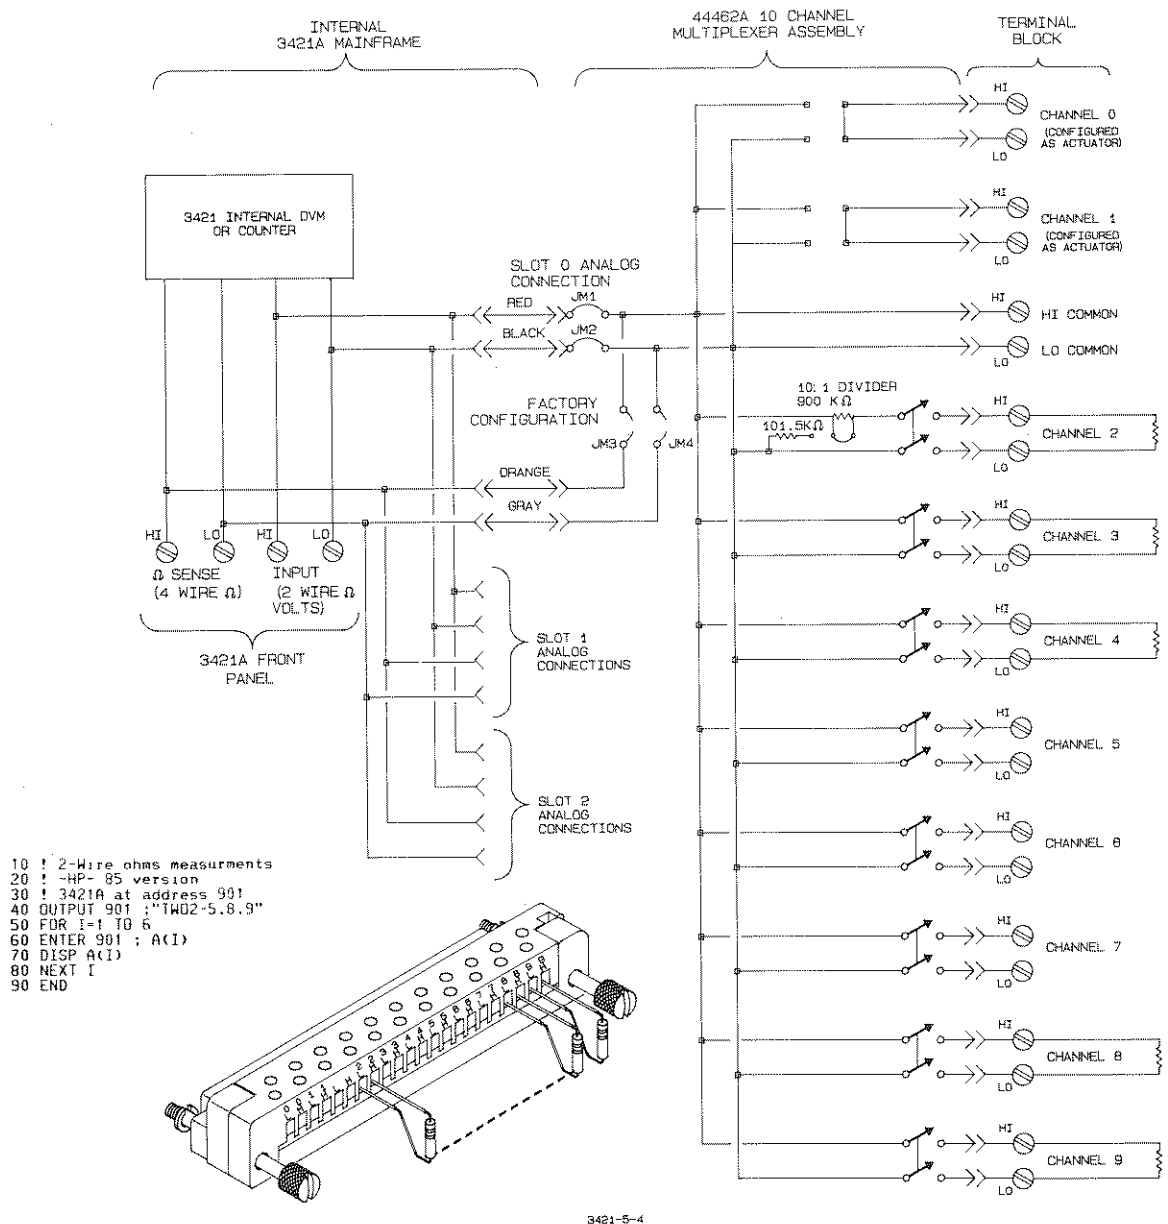 INTERNAL
3421A MAINFRAME
44462A 10 CHANNEL
MULTIPLEXER ASSEMBLY
TERMINAL
BLOCK
HI
CHANNEL 0
(CONFIGURED
AS ACTUATOR)
LO
3421 INTERNAL DVM
OR COUNTER
HI
CHANNEL 1
(CONFIGURED
AS ACTUATOR)
LO
SLOT 0 ANALOG
CONNECTION
RED
JM1
HI
HI COMMON
BLACK
JM2
LO COMMON
LO
10:1 DIVIDER
900 KΩ
101.5KΩ
HI
CHANNEL 2
LO
FACTORY
CONFIGURATION
JM3
JM4
ORANGE
GRAY
HI
CHANNEL 3
LO
HI
LO
HI
LO
Ω SENSE
(4 WIRE Ω)
INPUT
(2 WIRE Ω
VOLTS)
3421A FRONT
PANEL
SLOT 1
ANALOG
CONNECTIONS
HI
CHANNEL 4
LO
HI
CHANNEL 5
LO
SLOT 2
ANALOG
CONNECTIONS
HI
CHANNEL 6
LO
10 ! 2-Wire ohms measurments
20 ! -HP- 85 version
30 ! 3421A at address 901
40 OUTPUT 901 ;"TWO2-5,8,9"
50 FOR I=1 TO 6
60 ENTER 901 ; A(I)
70 DISP A(I)
80 NEXT I
90 END
HI
CHANNEL 7
LO
HI
CHANNEL 8
LO
HI
CHANNEL 9
LO
3421-5-4